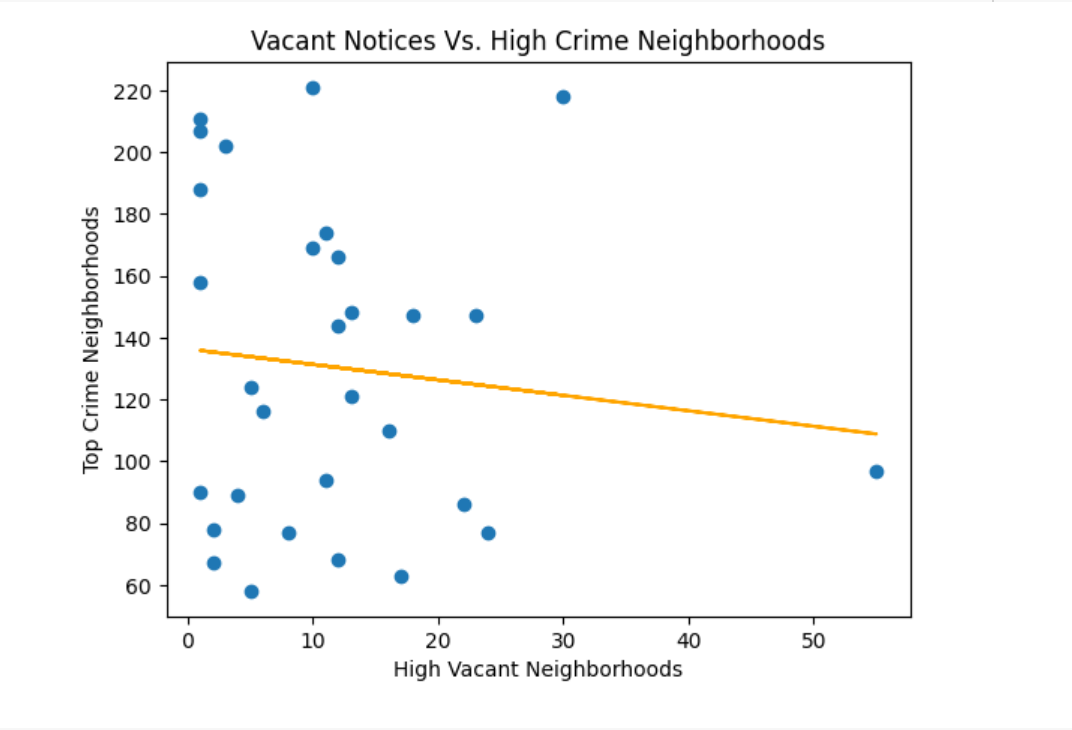 Vacant Notices Vs. High Crime Neighborhoods
220
200
180
160
140
120
100
80
60
Top Crime Neighborhoods
0 10 20 30 40 50
High Vacant Neighborhoods